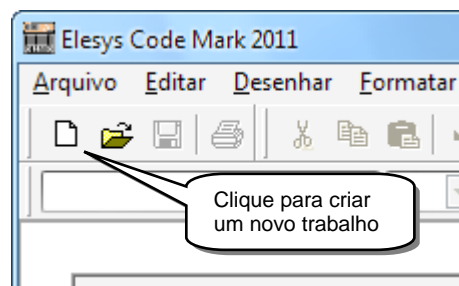 Elesys Code Mark 2011
Arquivo Editar Desenhar Formatar
Clique para criar
um novo trabalho